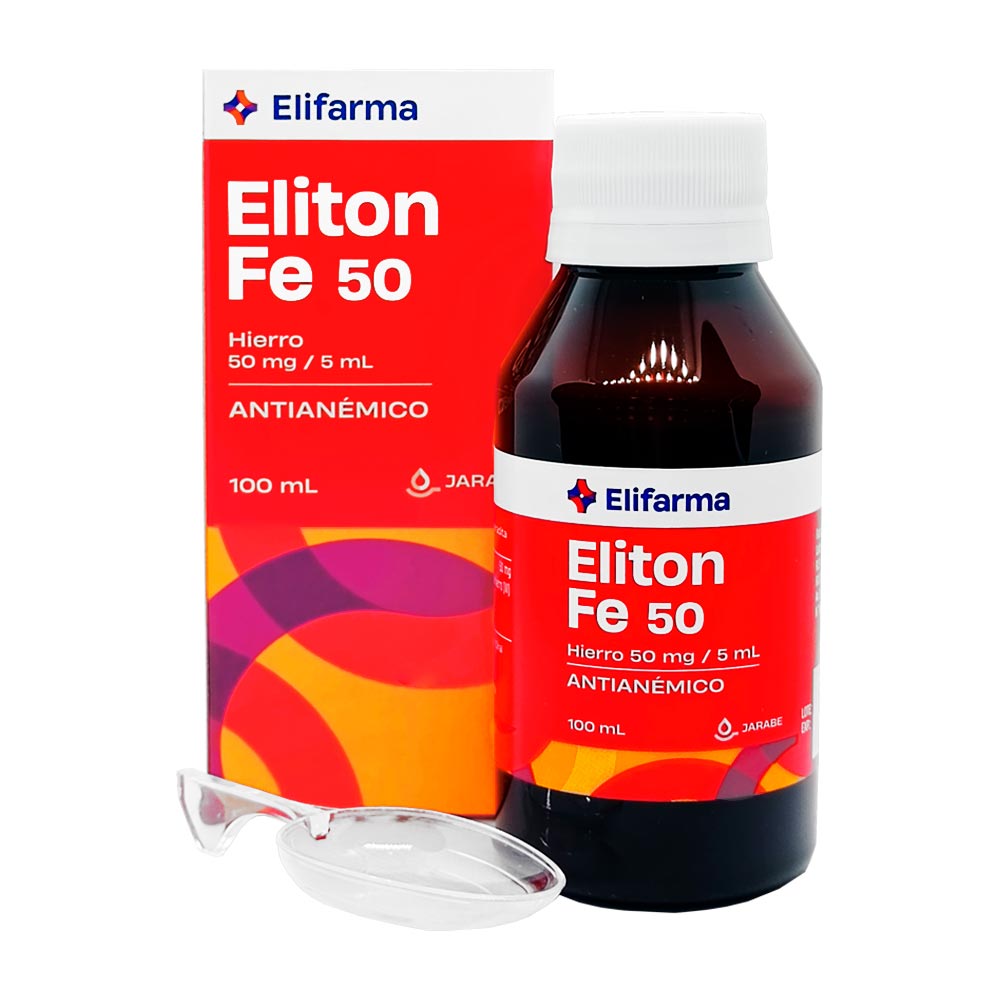 Elifarma
Eliton
Fe 50
Hierro
50 mg / 5 mL
ANTIANÉMICO
100 mL
Elifarma
Eliton
Fe 50
Hierro 50 mg / 5 mL
ANTIANÉMICO
100 mL
JARABE